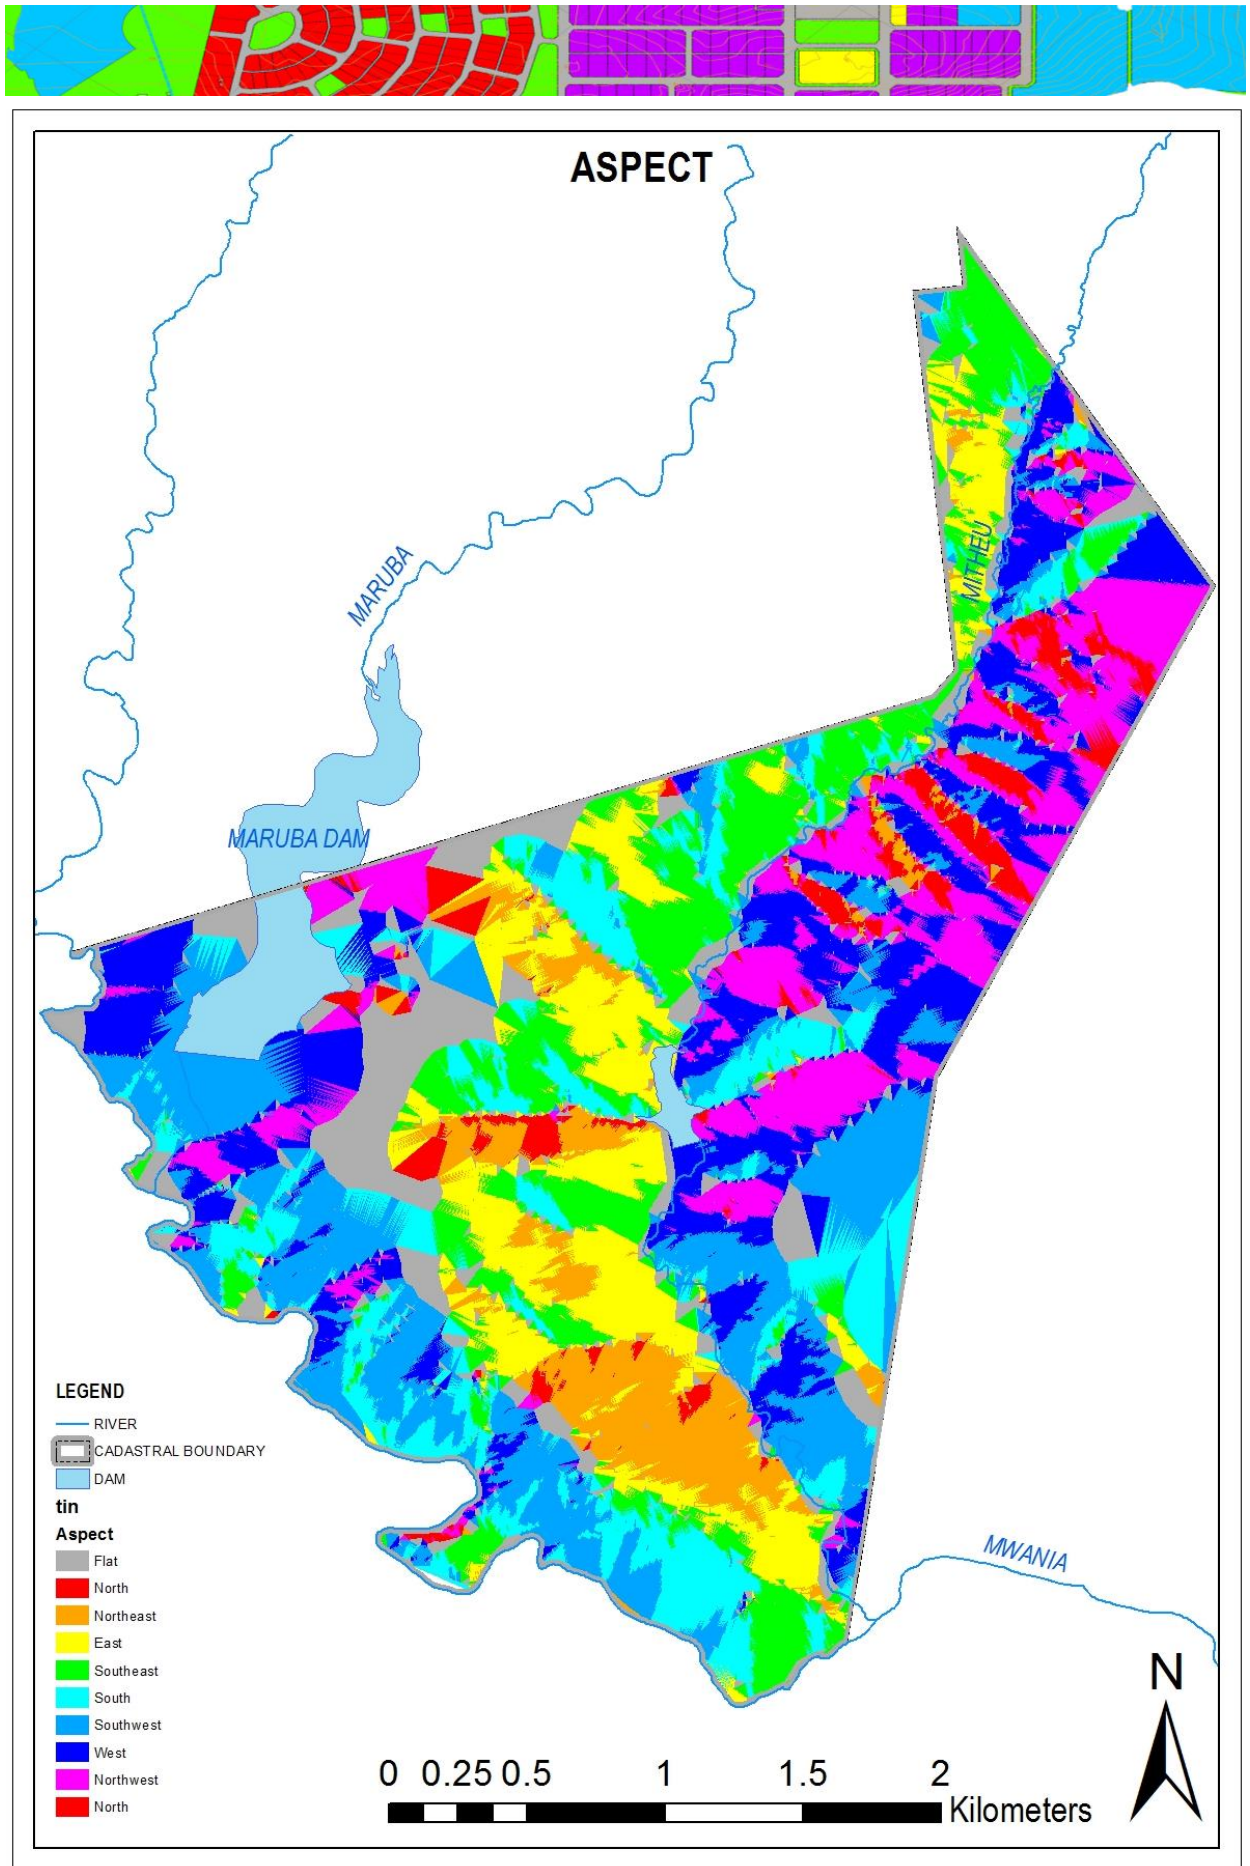 ASPECT
MITHEU
MARUBA
MARUBA DAM
LEGEND
RIVER
CADASTRAL BOUNDARY
DAM
tin
Aspect
Flat
North
Northeast
East
Southeast
South
Southwest
West
Northwest
North
MWANIA
N
0 0.25 0.5 1 1.5 2
Kilometers